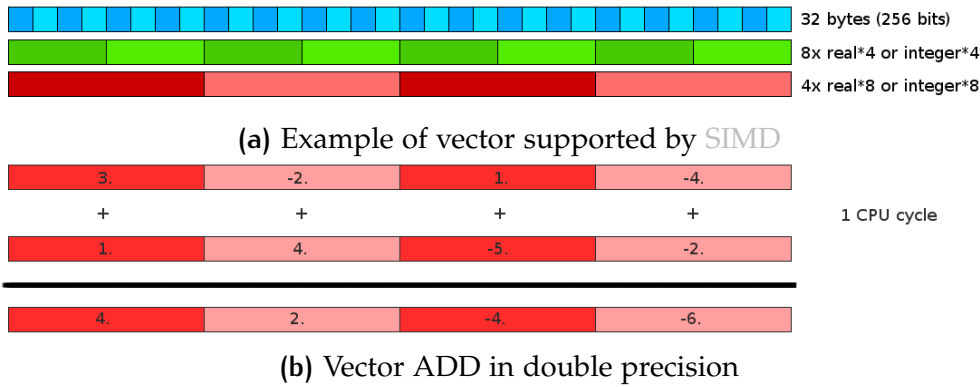 32 bytes (256 bits)
8x real*4 or integer*4
4x real*8 or integer*8
(a) Example of vector supported by SIMD
3. -2. 1. -4.
+ + + + 1 CPU cycle
1. 4. -5. -2.
4. 2. -4. -6.
(b) Vector ADD in double precision